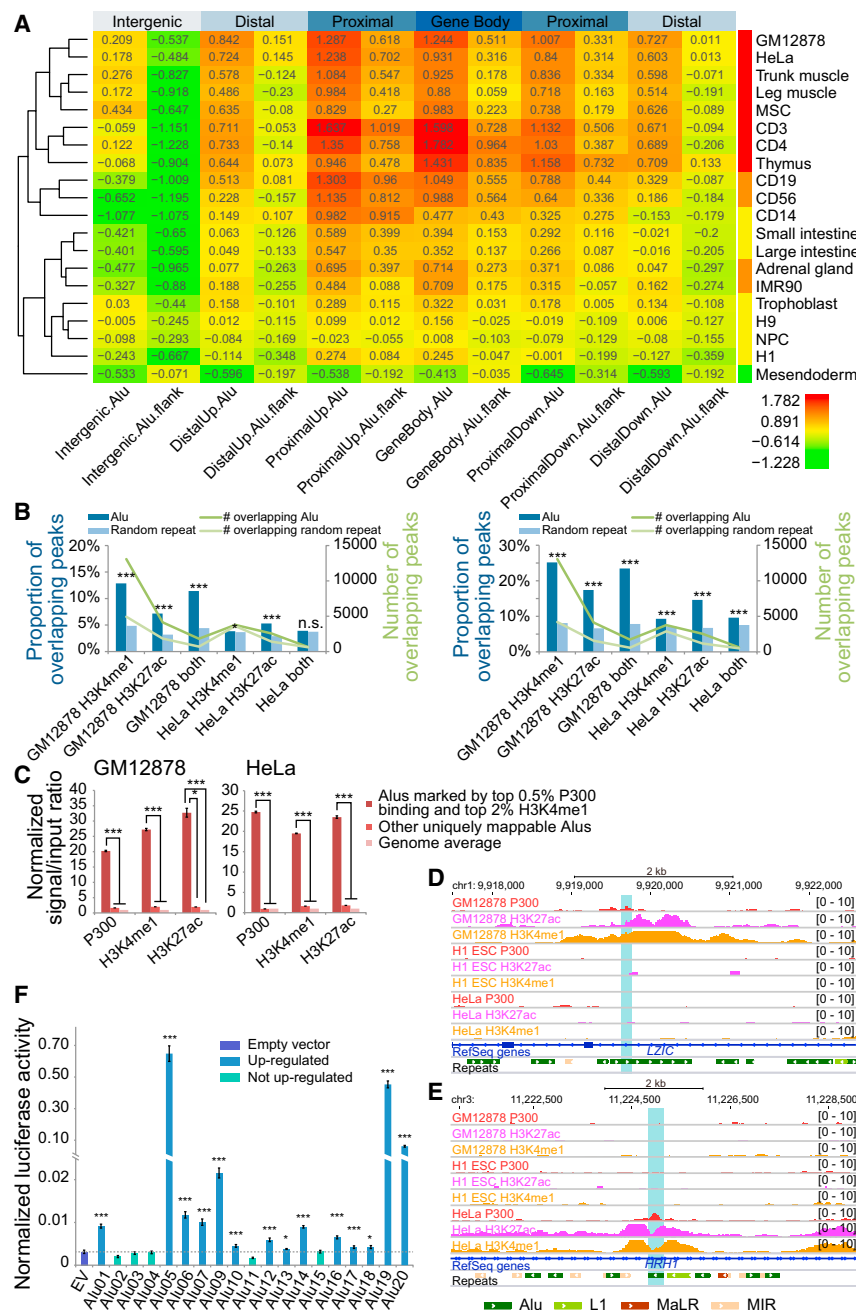 A
Intergenic Distal Proximal Gene Body Proximal Distal
0.209 −0.537 0.842 0.151 1.287 0.618 1.244 0.511 1.007 0.331 0.727 0.011 GM12878
0.178 −0.484 0.724 0.145 1.238 0.702 0.931 0.316 0.84 0.314 0.603 0.013 HeLa
0.276 −0.827 0.578 −0.124 1.084 0.547 0.925 0.178 0.836 0.334 0.598 −0.071 Trunk muscle
0.172 −0.918 0.486 −0.23 0.984 0.418 0.88 0.059 0.718 0.163 0.514 −0.191 Leg muscle
0.434 −0.647 0.635 −0.08 0.829 0.27 0.983 0.223 0.738 0.179 0.626 −0.089 MSC
−0.059 −1.151 0.711 −0.053 1.019 0.728 1.132 0.506 0.671 −0.094 CD3
0.122 −1.228 0.733 −0.14 1.35 0.758 1.782 0.964 1.03 0.387 0.689 −0.206 CD4
−0.068 −0.904 0.644 0.073 0.946 0.478 1.431 0.835 1.158 0.732 0.709 0.133 Thymus
−0.379 −1.009 0.513 0.081 1.303 0.96 1.049 0.555 0.788 0.44 0.329 −0.087 CD19
−0.652 −1.195 0.228 −0.157 1.135 0.812 0.988 0.564 0.64 0.336 0.186 −0.184 CD56
−1.077 −1.075 0.149 0.107 0.982 0.915 0.477 0.43 0.325 0.275 −0.153 −0.179 CD14
−0.421 −0.65 0.063 −0.126 0.589 0.399 0.394 0.153 0.292 0.116 −0.021 −0.2 Small intestine
−0.401 −0.595 0.049 −0.133 0.547 0.35 0.352 0.137 0.266 0.087 −0.016 −0.205 Large intestine
−0.477 −0.965 0.077 −0.263 0.695 0.397 0.714 0.273 0.371 0.086 0.047 −0.297 Adrenal gland
−0.327 −0.88 0.188 −0.255 0.484 0.088 0.709 0.175 0.315 −0.057 0.162 −0.274 IMR90
0.03 −0.44 0.158 −0.101 0.289 0.115 0.322 0.031 0.178 0.005 0.134 −0.108 Trophoblast
−0.005 −0.245 0.012 −0.115 0.099 0.012 0.156 −0.025 −0.019 −0.109 0.006 −0.127 H9
−0.098 −0.293 −0.084 −0.169 −0.023 −0.055 0.008 −0.103 −0.079 −0.129 −0.08 −0.155 NPC
−0.243 −0.667 −0.114 −0.348 0.274 0.084 0.245 −0.047 −0.001 −0.199 −0.127 −0.359 H1
−0.533 −0.071 −0.596 −0.197 −0.538 −0.192 −0.413 −0.035 −0.645 −0.314 −0.593 −0.192 Mesendoderm
Intergenic.Alu Intergenic.Alu.flank DistalUp.Alu DistalUp.Alu.flank ProximalUp.Alu ProximalUp.Alu.flank GeneBody.Alu GeneBody.Alu.flank ProximalDown.Alu ProximalDown.Alu.flank DistalDown.Alu DistalDown.Alu.flank
1.782
0.891
−0.614
−1.228
B
Proportion of overlapping peaks
Alu
Random repeat
# overlapping Alu
# overlapping random repeat
20%
15%
10%
5%
0%
*** *** *** * *** n.s.
15000
10000
5000
0
Number of overlapping peaks
GM12878 H3K4me1 GM12878 H3K27ac GM12878 both HeLa H3K4me1 HeLa H3K27ac HeLa both
Proportion of overlapping peaks
Alu
Random repeat
# overlapping Alu
# overlapping random repeat
30%
20%
10%
0%
*** *** *** *** *** ***
15000
10000
5000
0
Number of overlapping peaks
GM12878 H3K4me1 GM12878 H3K27ac GM12878 both HeLa H3K4me1 HeLa H3K27ac HeLa both
C
Normalized signal/input ratio
GM12878
40
35
30
25
20
15
10
5
0
*** *** *** *
P300 H3K4me1 H3K27ac
HeLa
30
25
20
15
10
5
0
*** *** ***
P300 H3K4me1 H3K27ac
Alus marked by top 0.5% P300 binding and top 2% H3K4me1
Other uniquely mappable Alus
Genome average
D
2 kb
chr1: 9,918,000 9,919,000 9,920,000 9,921,000 9,922,000
GM12878 P300 [0 - 10]
GM12878 H3K27ac [0 - 10]
GM12878 H3K4me1 [0 - 10]
H1 ESC P300 [0 - 10]
H1 ESC H3K27ac [0 - 10]
H1 ESC H3K4me1 [0 - 10]
HeLa P300 [0 - 10]
HeLa H3K27ac [0 - 10]
HeLa H3K4me1 [0 - 10]
RefSeq genes LZIC
Repeats
E
2 kb
chr3: 11,222,500 11,224,500 11,226,500 11,228,500
GM12878 P300 [0 - 10]
GM12878 H3K27ac [0 - 10]
GM12878 H3K4me1 [0 - 10]
H1 ESC P300 [0 - 10]
H1 ESC H3K27ac [0 - 10]
H1 ESC H3K4me1 [0 - 10]
HeLa P300 [0 - 10]
HeLa H3K27ac [0 - 10]
HeLa H3K4me1 [0 - 10]
RefSeq genes HRH1
Repeats
Alu L1 MaLR MIR
F
Normalized luciferase activity
Empty vector
Up-regulated
Not up-regulated
0.70
0.50
0.30
0.02
0.01
0
*** *** *** *** *** *** *** * *** *** *** * *** ***
EV Alu01 Alu02 Alu03 Alu04 Alu05 Alu06 Alu07 Alu09 Alu10 Alu11 Alu12 Alu13 Alu14 Alu15 Alu16 Alu17 Alu18 Alu19 Alu20